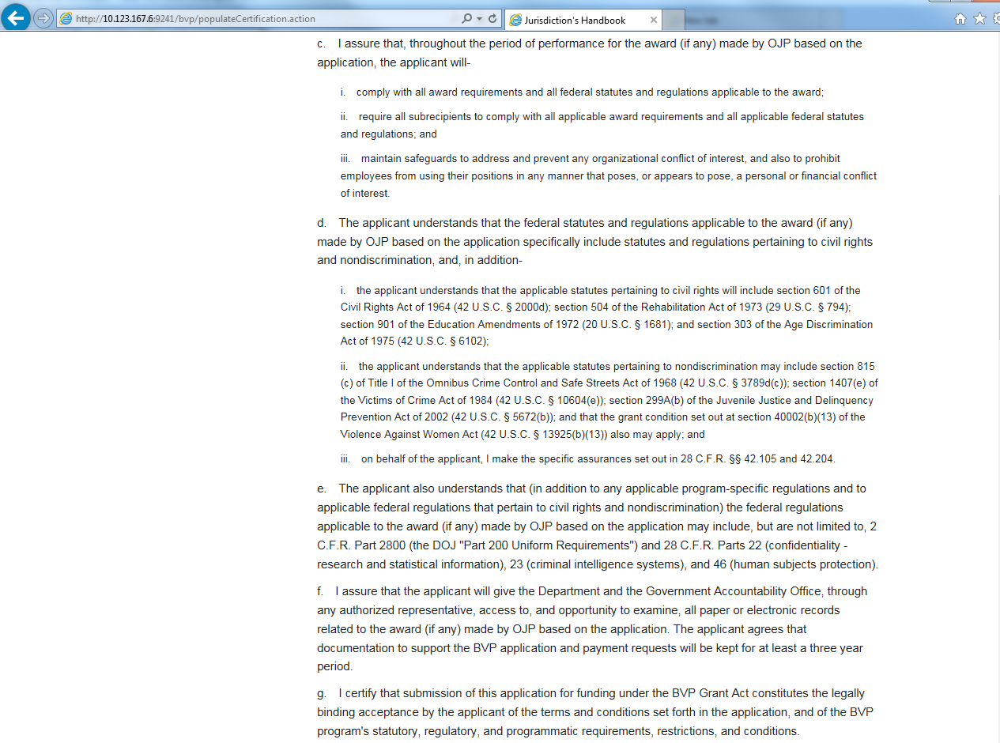 http://10.123.167.6:9241/bvp/populateCertification.action
Jurisdiction's Handbook
c. I assure that, throughout the period of performance for the award (if any) made by OJP based on the
application, the applicant will-
i. comply with all award requirements and all federal statutes and regulations applicable to the award;
ii. require all subrecipients to comply with all applicable award requirements and all applicable federal statutes
and regulations; and
iii. maintain safeguards to address and prevent any organizational conflict of interest, and also to prohibit
employees from using their positions in any manner that poses, or appears to pose, a personal or financial conflict
of interest.
d. The applicant understands that the federal statutes and regulations applicable to the award (if any)
made by OJP based on the application specifically include statutes and regulations pertaining to civil rights
and nondiscrimination, and, in addition-
i. the applicant understands that the applicable statutes pertaining to civil rights will include section 601 of the
Civil Rights Act of 1964 (42 U.S.C. § 2000d); section 504 of the Rehabilitation Act of 1973 (29 U.S.C. § 794);
section 901 of the Education Amendments of 1972 (20 U.S.C. § 1681); and section 303 of the Age Discrimination
Act of 1975 (42 U.S.C. § 6102);
ii. the applicant understands that the applicable statutes pertaining to nondiscrimination may include section 815
(c) of Title I of the Omnibus Crime Control and Safe Streets Act of 1968 (42 U.S.C. § 3789d(c)); section 1407(e) of
the Victims of Crime Act of 1984 (42 U.S.C. § 10604(e)); section 299A(b) of the Juvenile Justice and Delinquency
Prevention Act of 2002 (42 U.S.C. § 5672(b)); and that the grant condition set out at section 40002(b)(13) of the
Violence Against Women Act (42 U.S.C. § 13925(b)(13)) also may apply; and
iii. on behalf of the applicant, I make the specific assurances set out in 28 C.F.R. §§ 42.105 and 42.204.
e. The applicant also understands that (in addition to any applicable program-specific regulations and to
applicable federal regulations that pertain to civil rights and nondiscrimination) the federal regulations
applicable to the award (if any) made by OJP based on the application may include, but are not limited to, 2
C.F.R. Part 2800 (the DOJ "Part 200 Uniform Requirements") and 28 C.F.R. Parts 22 (confidentiality -
research and statistical information), 23 (criminal intelligence systems), and 46 (human subjects protection).
f. I assure that the applicant will give the Department and the Government Accountability Office, through
any authorized representative, access to, and opportunity to examine, all paper or electronic records
related to the award (if any) made by OJP based on the application. The applicant agrees that
documentation to support the BVP application and payment requests will be kept for at least a three year
period.
g. I certify that submission of this application for funding under the BVP Grant Act constitutes the legally
binding acceptance by the applicant of the terms and conditions set forth in the application, and of the BVP
program's statutory, regulatory, and programmatic requirements, restrictions, and conditions.